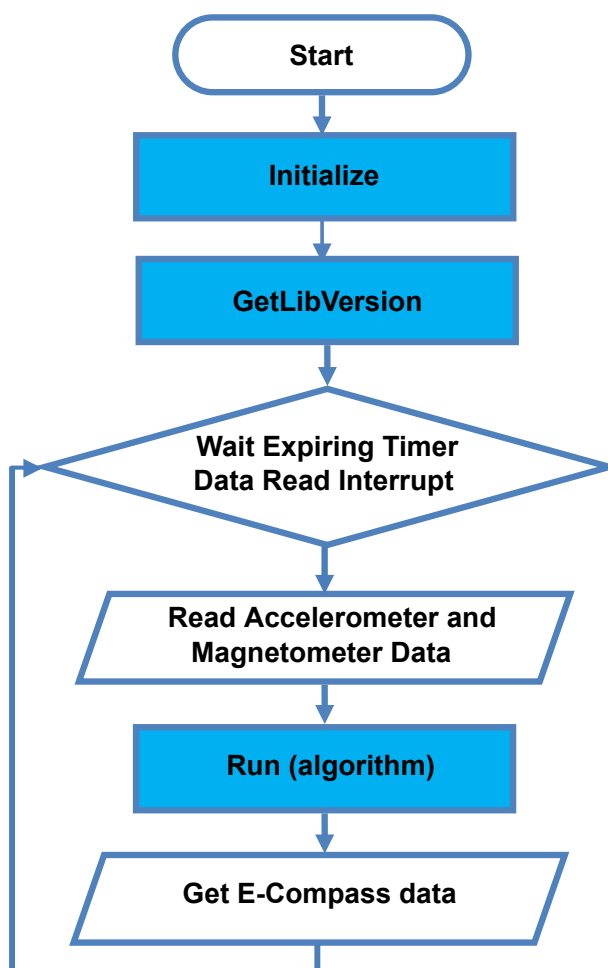 Start
Initialize
GetLibVersion
Wait Expiring Timer
Data Read Interrupt
Read Accelerometer and
Magnetometer Data
Run (algorithm)
Get E-Compass data